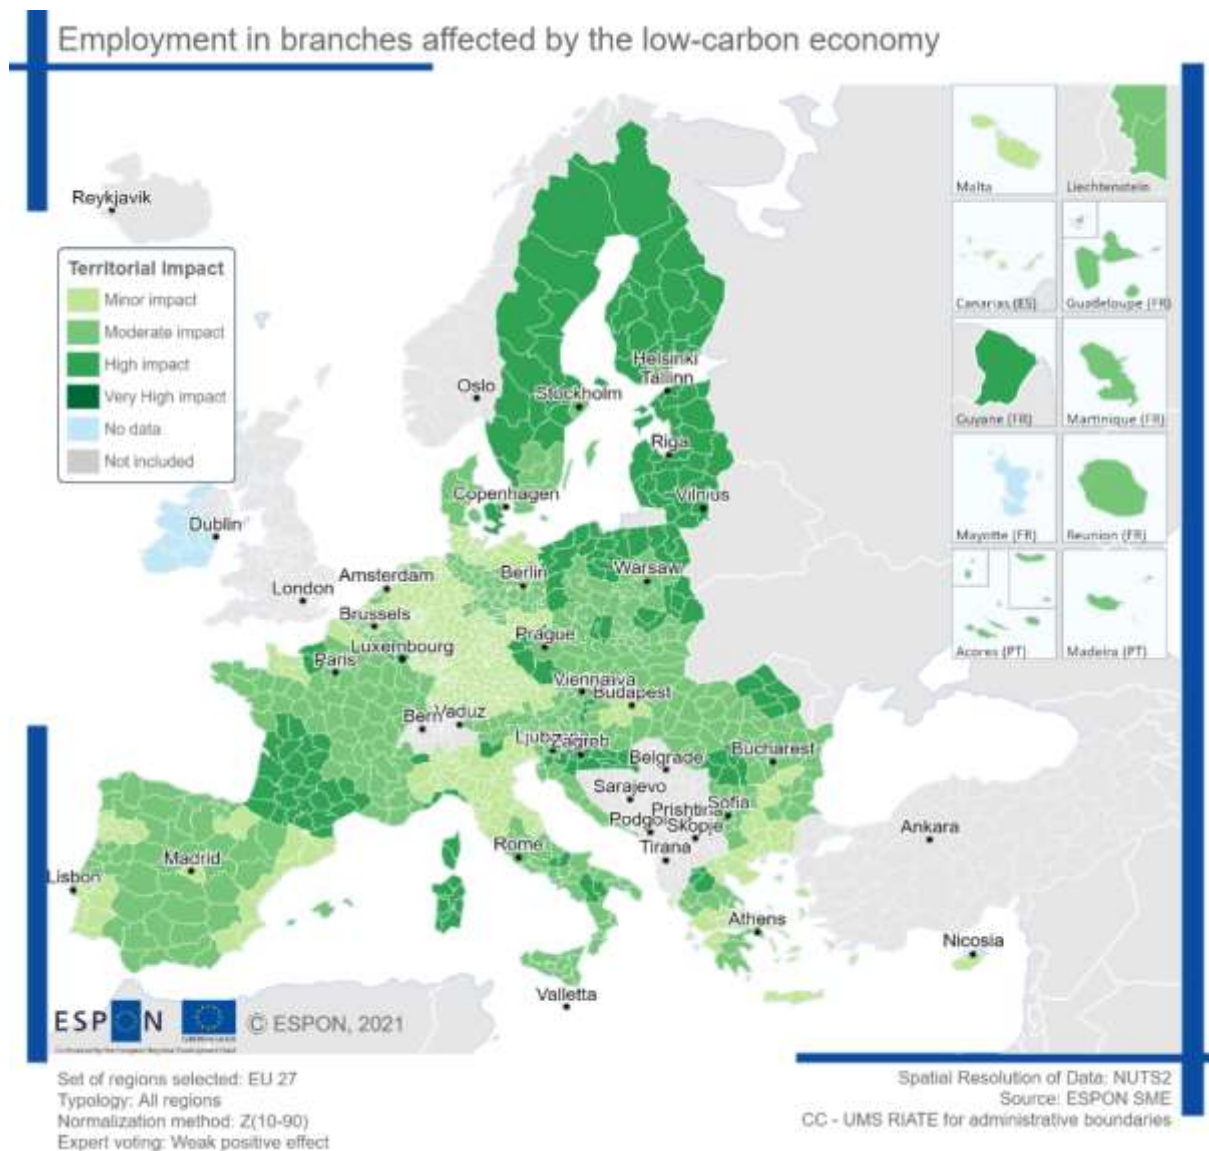 Employment in branches affected by the low-carbon economy
Reykjavik
Territorial Impact
Minor impact
Moderate impact
High impact
Very High impact
No data
Not included
Malta
Liechtenstein
Canarias (ES)
Guadeloupe (FR)
Guyane (FR)
Martinique (FR)
Mayotte (FR)
Reunion (FR)
Acores (PT)
Madeira (PT)
Helsinki
Tallinn
Oslo
Stockholm
Riga
Copenhagen
Vilnius
Dublin
London
Amsterdam
Berlin
Warsaw
Brussels
Prague
Luxembourg
Paris
Budapest
Bern
Vaduz
Zagreb
Belgrade
Bucharest
Sarajevo
Sofia
Skopje
Tirana
Rome
Madrid
Lisbon
Ankara
Athens
Nicosia
Valletta
ESPON
© ESPON, 2021
Set of regions selected: EU 27
Typology: All regions
Normalization method: Z(10-90)
Expert voting: Weak positive effect
Spatial Resolution of Data: NUTS2
Source: ESPON SME
CC - UMS RIATE for administrative boundaries